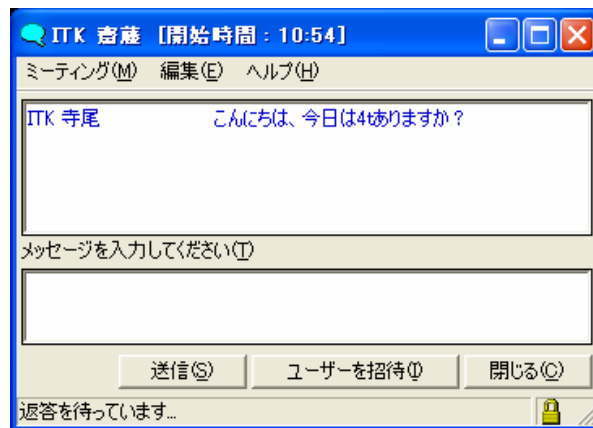 ITK 斎蔵 [開始時間:10:54]
ミーティング(M) 編集(E) ヘルプ(H)
ITK 寺尾 こんにちは、今日は4tありますか?
メッセージを入力してください(T)
送信(S) ユーザーを招待(I) 閉じる(C)
返答を待っています...